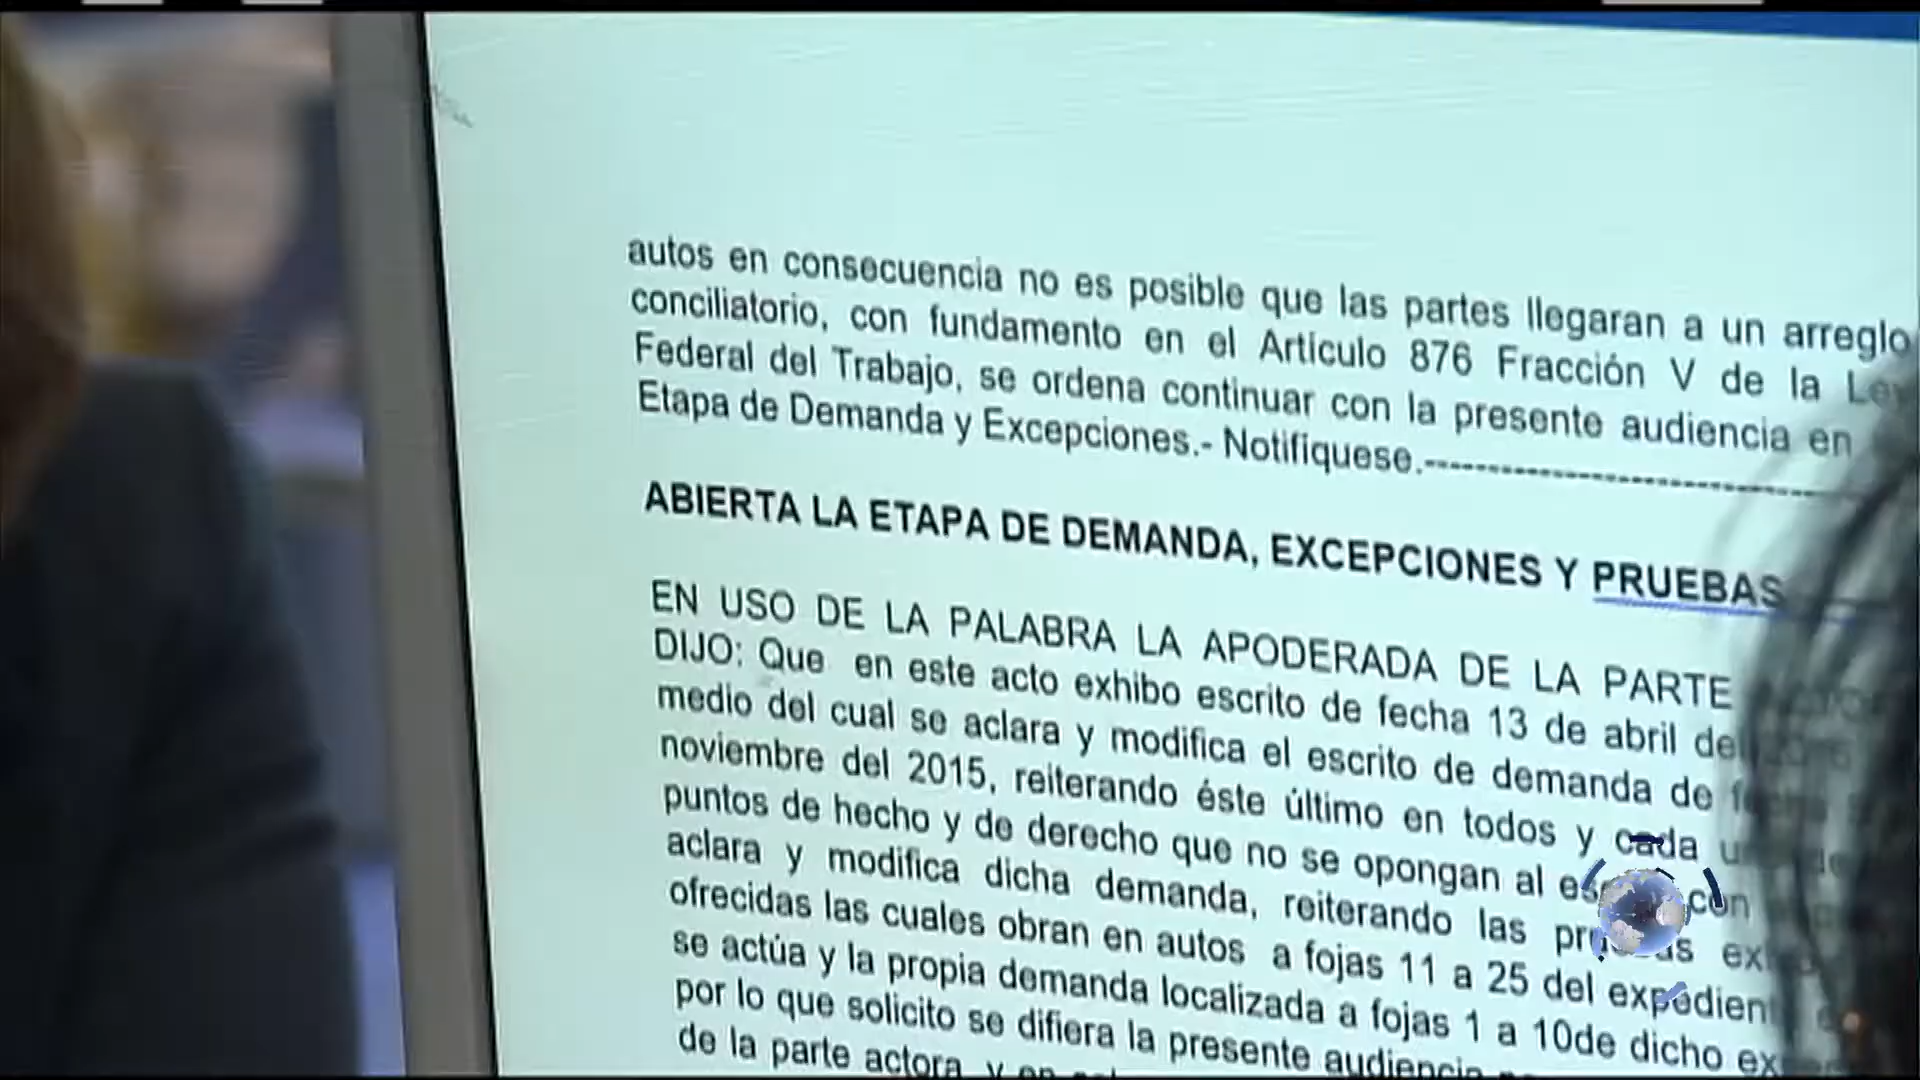 autos en consecuencia no es posible que las partes llegaran a un arreglo
conciliatorio, con fundamento en el Artículo 876 Fracción V de la Ley
Federal del Trabajo, se ordena continuar con la presente audiencia en
Etapa de Demanda y Excepciones.- Notifíquese.--------------------------------
ABIERTA LA ETAPA DE DEMANDA, EXCEPCIONES Y PRUEBAS
EN USO DE LA PALABRA LA APODERADA DE LA PARTE
DIJO: Que en este acto exhibo escrito de fecha 13 de abril del
medio del cual se aclara y modifica el escrito de demanda de
noviembre del 2015, reiterando éste último en todos y cada
puntos de hecho y de derecho que no se opongan al con
aclara y modifica dicha demanda, reiterando las
ofrecidas las cuales obran en autos a fojas 11 a 25 del
se actúa y la propia demanda localizada a fojas 1 a 10de dicho
por lo que solicito se difiera la presente audiencia
de la parte actora, y en